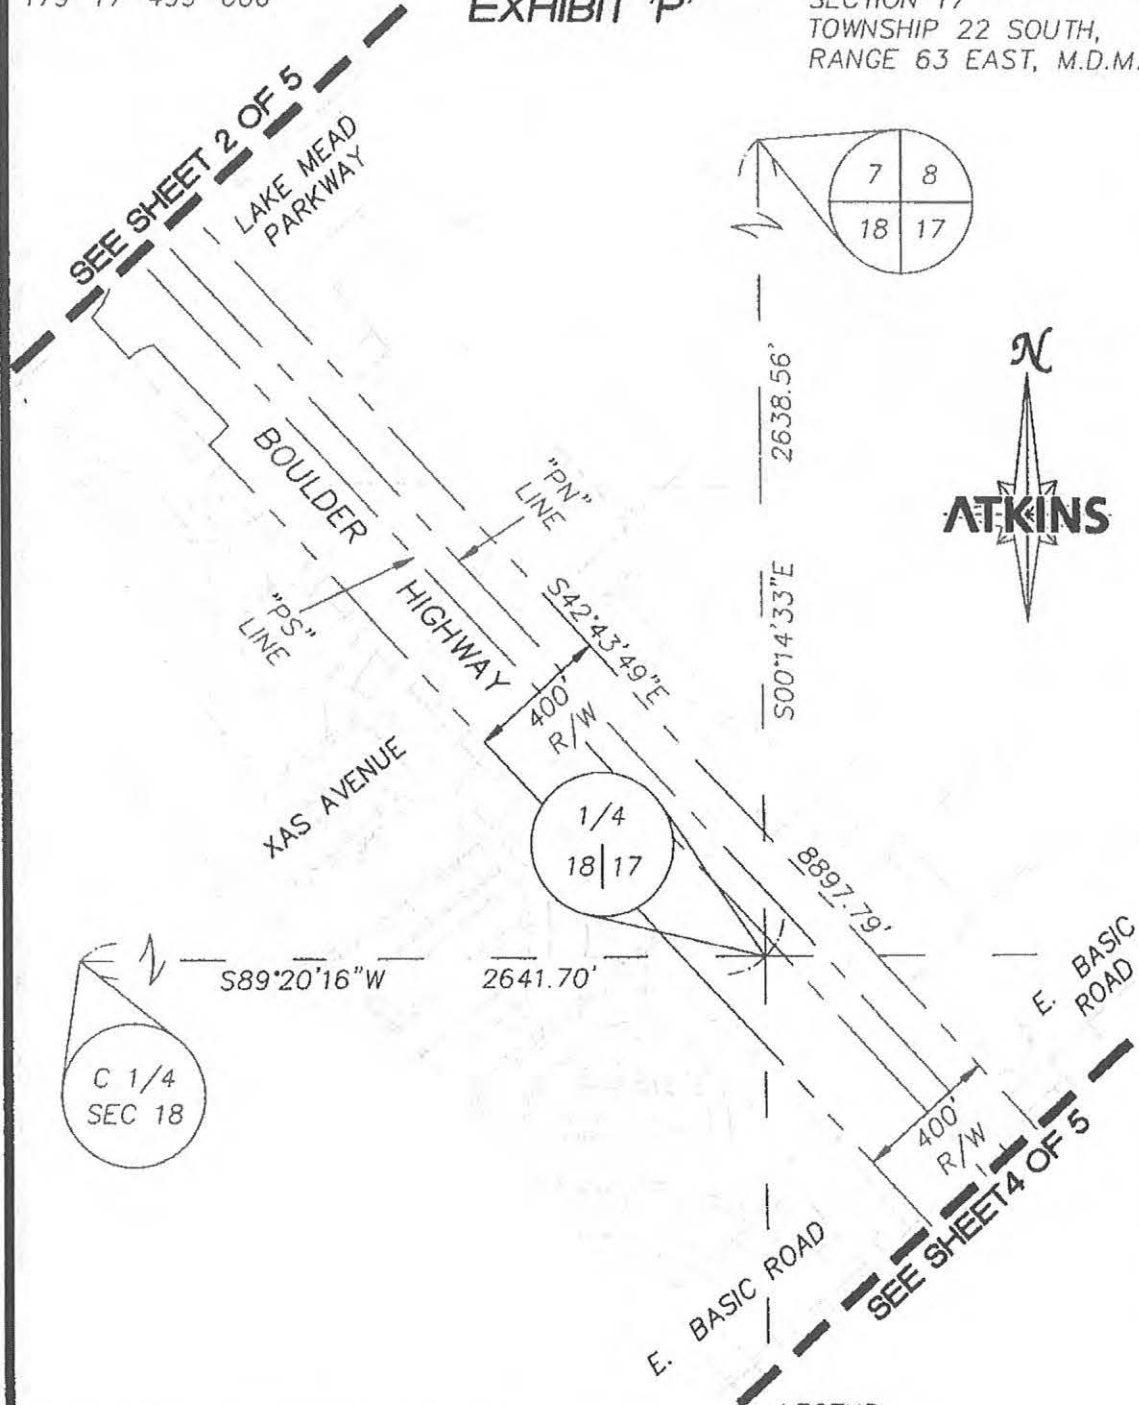 EXHIBIT 'P'
TOWNSHIP 22 SOUTH,
RANGE 63 EAST, M.D.M.
SEE SHEET 2 OF 5
LAKE MEAD
PARKWAY
7 8
18 17
2638.56'
N
ATKINS
BOULDER
HIGHWAY
"PN"
LINE
"PS"
LINE
S42°43'49"E
S00°14'33"E
400'
R/W
XAS AVENUE
1/4
18 17
8897.79'
S89°20'16"W
2641.70'
E. BASIC
ROAD
C 1/4
SEC 18
400'
R/W
SEE SHEET 4 OF 5
E. BASIC ROAD